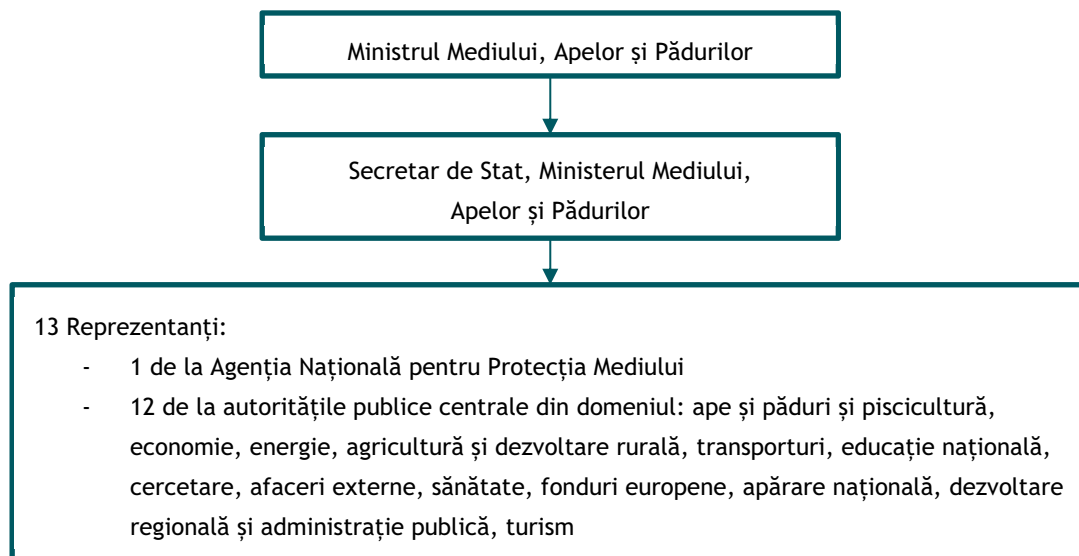 Ministrul Mediului, Apelor și Pădurilor
Secretar de Stat, Ministerul Mediului,
Apelor și Pădurilor
13 Reprezentanți:
- 1 de la Agenția Națională pentru Protecția Mediului
- 12 de la autoritățile publice centrale din domeniul: ape și păduri și piscicultură,
economie, energie, agricultură și dezvoltare rurală, transporturi, educație națională,
cercetare, afaceri externe, sănătate, fonduri europene, apărare națională, dezvoltare
regională și administrație publică, turism